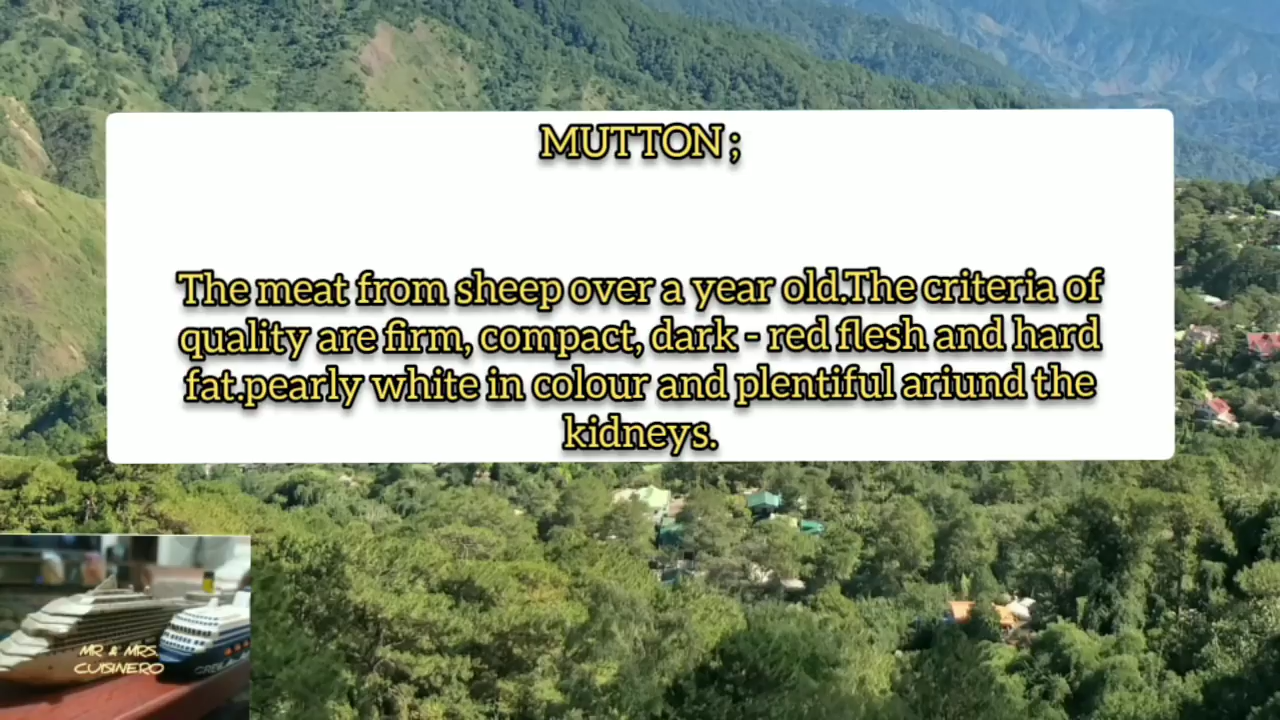 MUTTON ;
The meat from sheep over a year old.The criteria of
quality are firm, compact, dark - red flesh and hard
fat.pearly white in colour and plentiful ariund the
kidneys.
MR & MRS.
CUISINERO